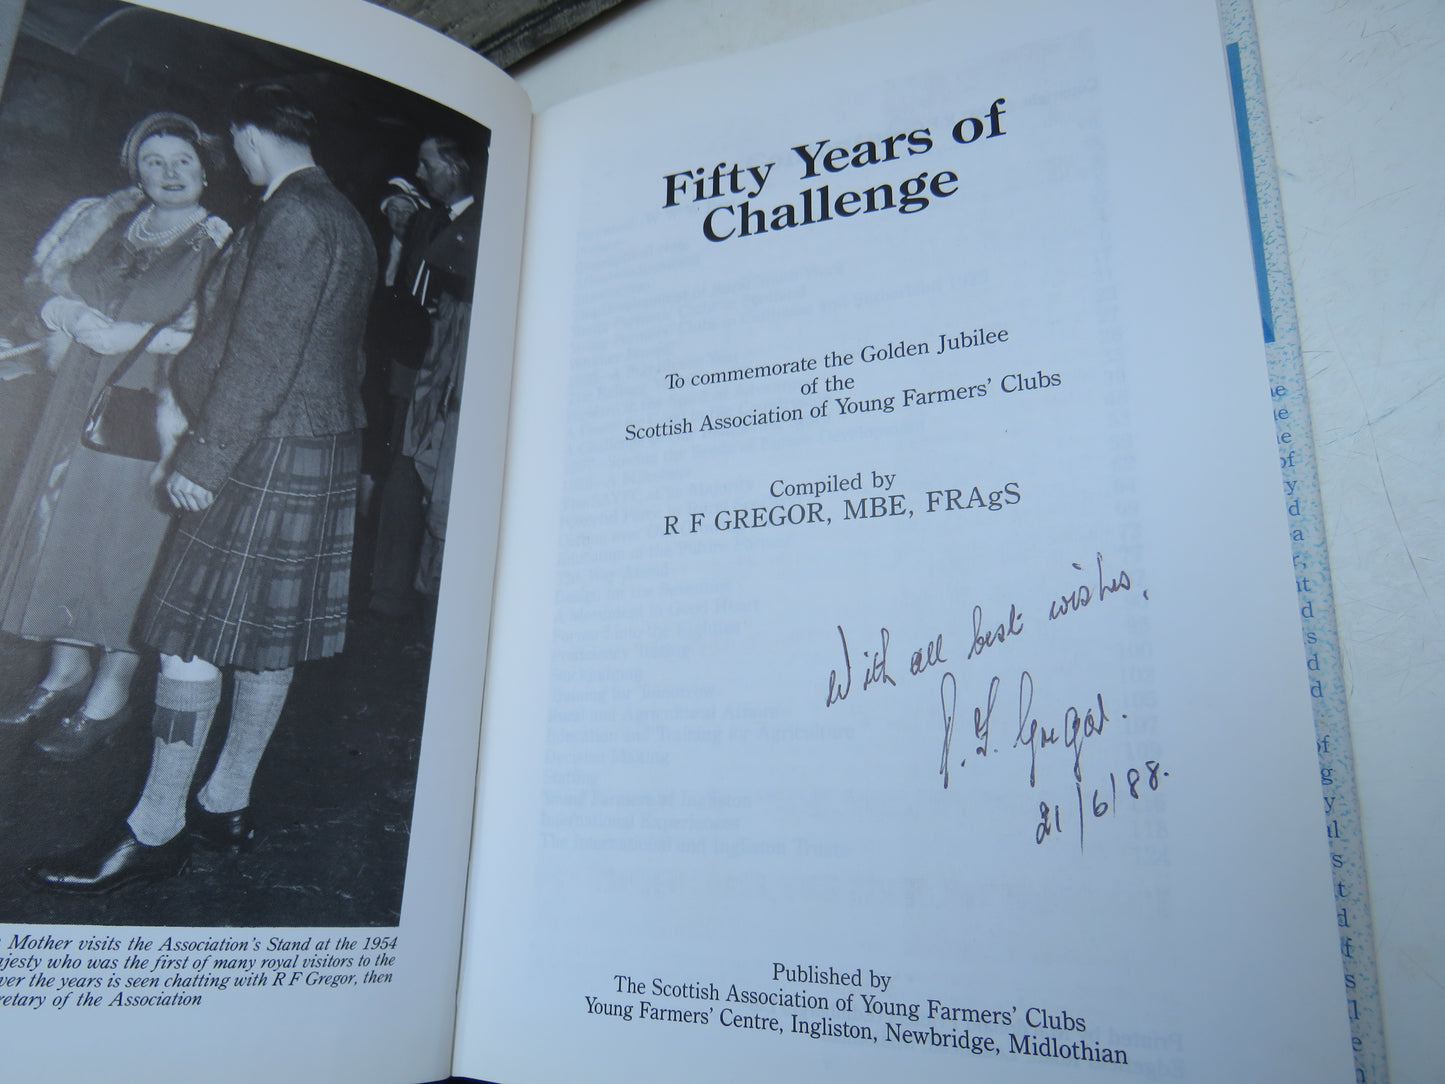 Mother visits the Association's Stand at the 1954
who was the first of many royal visitors to the
the years is seen chatting with R F Gregor, then
of the Association
Fifty Years of
Challenge
To commemorate the Golden Jubilee
of the
Scottish Association of Young Farmers' Clubs
Compiled by
R F GREGOR, MBE, FRAgS
With all best wishes,
R. F. Gregor.
21/6/88.
Published by
The Scottish Association of Young Farmers' Clubs
Young Farmers' Centre, Ingliston, Newbridge, Midlothian